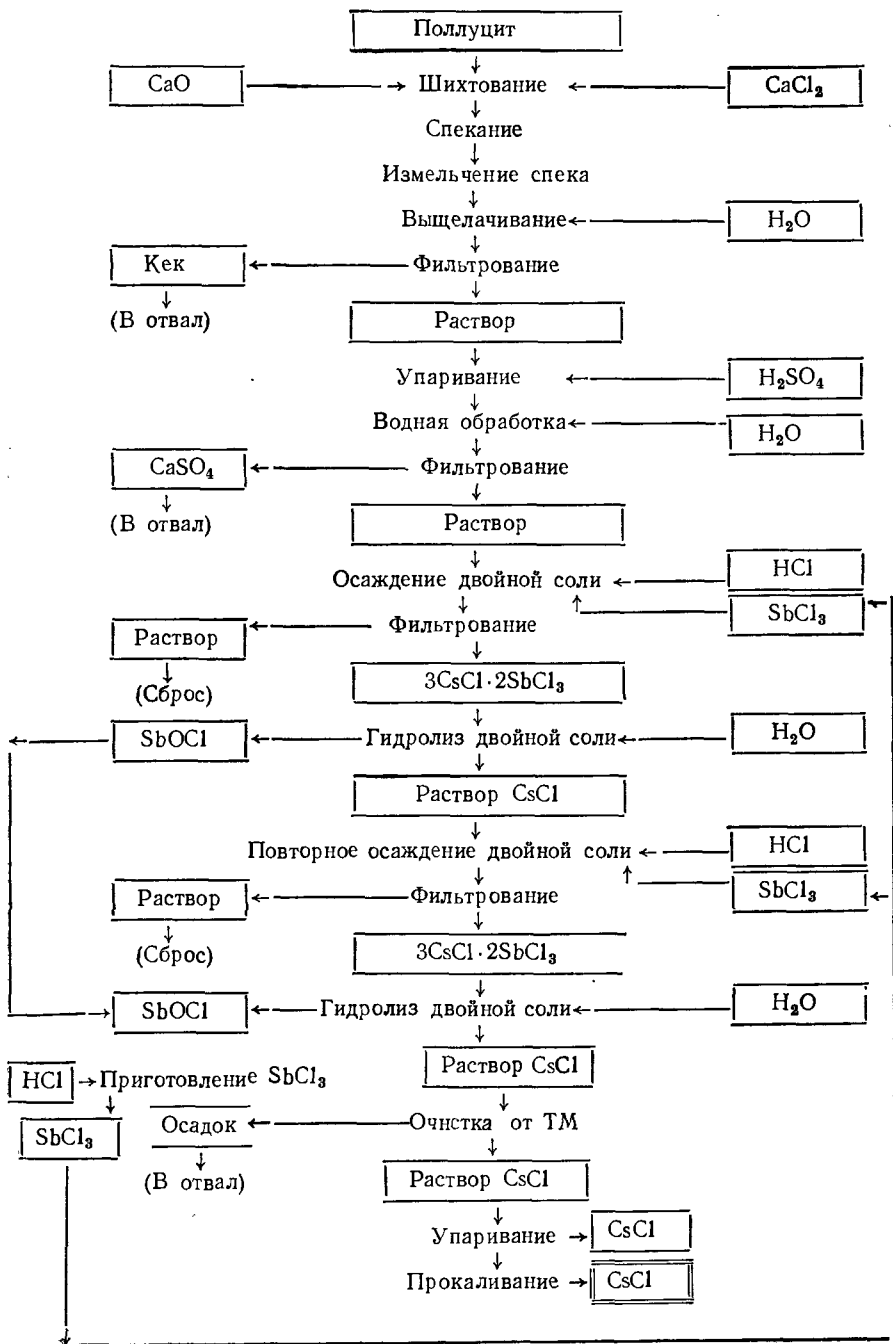 Поллуцит
CaO → Шихтование ← CaCl₂
Спекание
Измельчение спека
Выщелачивание ← H₂O
Кек ← Фильтрование
(В отвал)
Раствор
Упаривание ← H₂SO₄
Водная обработка ← H₂O
CaSO₄ ← Фильтрование
(В отвал)
Раствор
Осаждение двойной соли ← HCl
SbCl₃
Раствор ← Фильтрование
(Сброс)
3CsCl·2SbCl₃
SbOCl ← Гидролиз двойной соли ← H₂O
Раствор CsCl
Повторное осаждение двойной соли ← HCl
Раствор ← Фильтрование
SbCl₃
(Сброс)
3CsCl·2SbCl₃
SbOCl ← Гидролиз двойной соли ← H₂O
Раствор CsCl
HCl → Приготовление SbCl₃
SbCl₃
Осадок ← Очистка от ТМ
(В отвал)
Раствор CsCl
Упаривание → CsCl
Прокаливание → CsCl